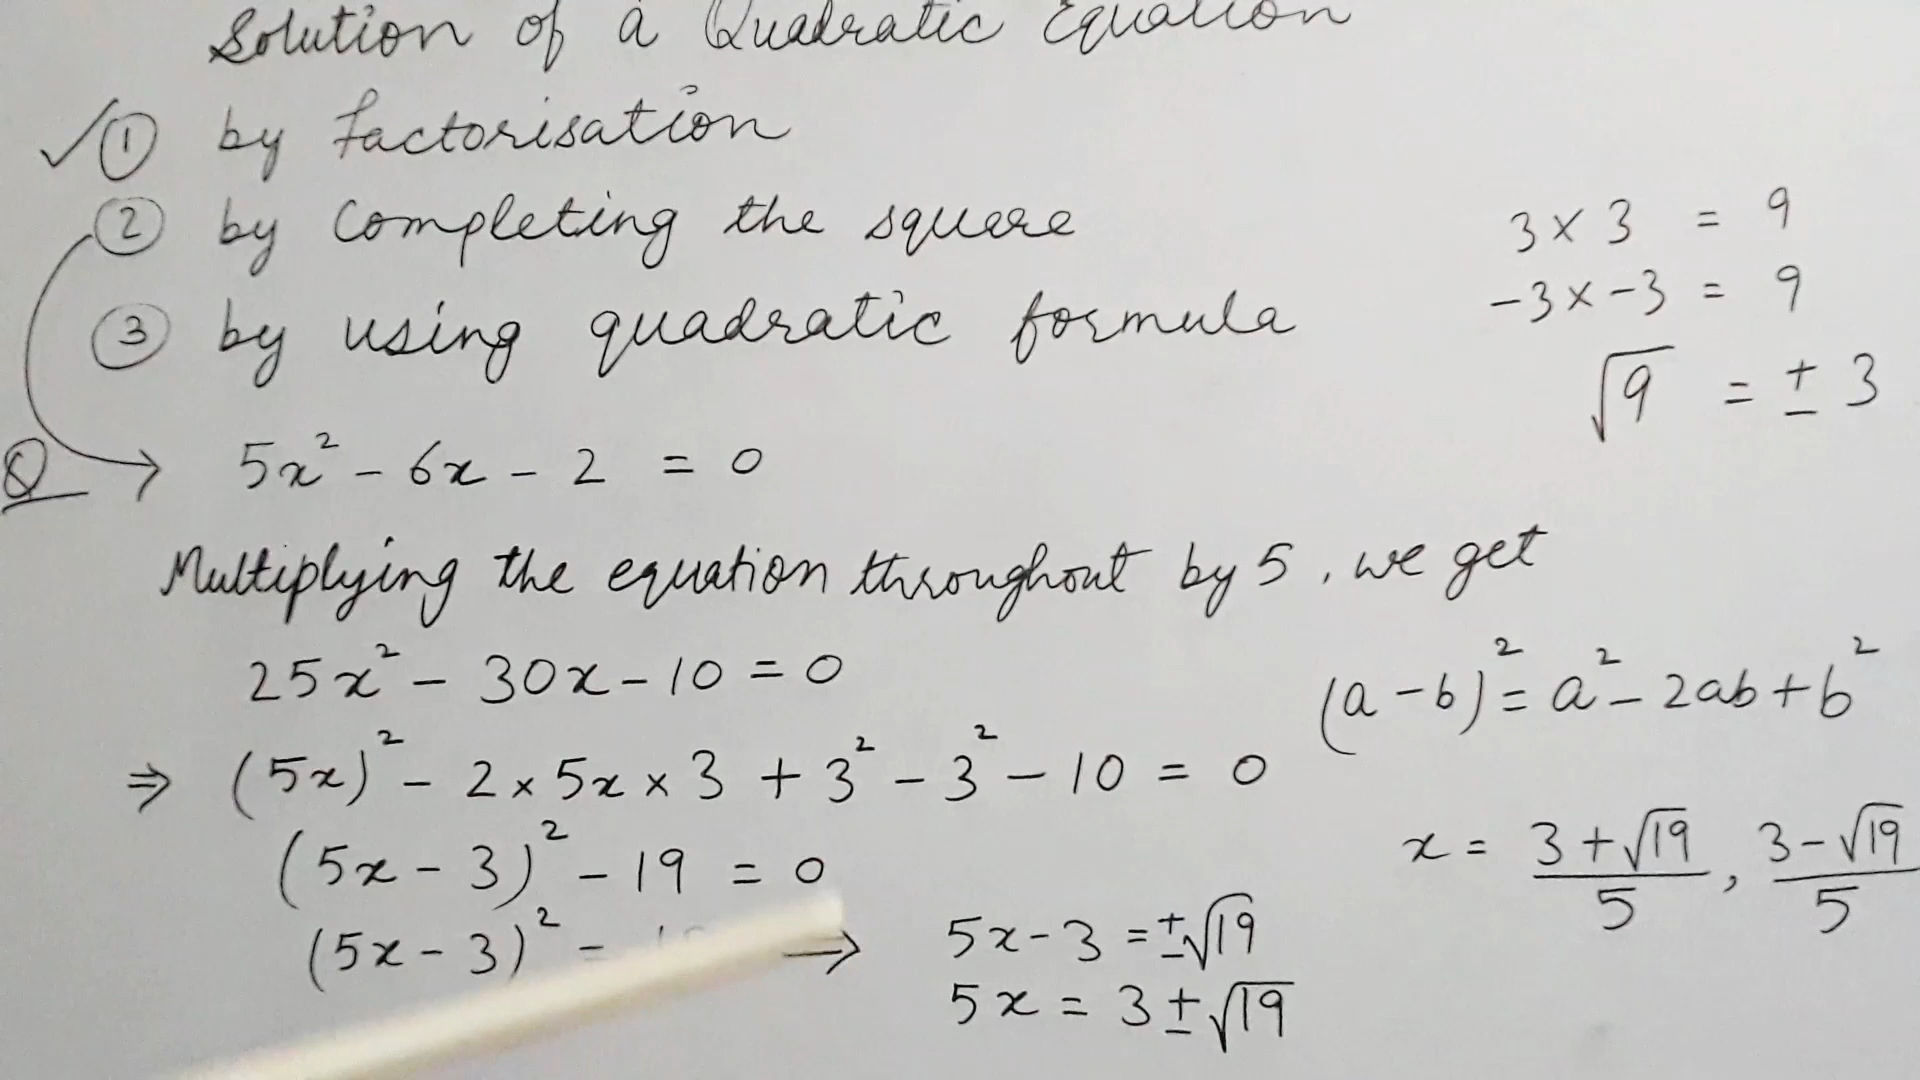 Solution of a Quadratic Equation
✓① by factorisation
② by Completing the square
③ by using quadratic formula
3 × 3 = 9
-3 × -3 = 9
√9 = ± 3
Q → 5x² - 6x - 2 = 0
Multiplying the equation throughout by 5, we get
25x² - 30x - 10 = 0
(a - b)² = a² - 2ab + b²
⇒ (5x)² - 2 × 5x × 3 + 3² - 3² - 10 = 0
(5x - 3)² - 19 = 0
(5x - 3)² =
⇒ 5x - 3 = ±√19
5x = 3 ± √19
x = 3 + √19 / 5 , 3 - √19 / 5